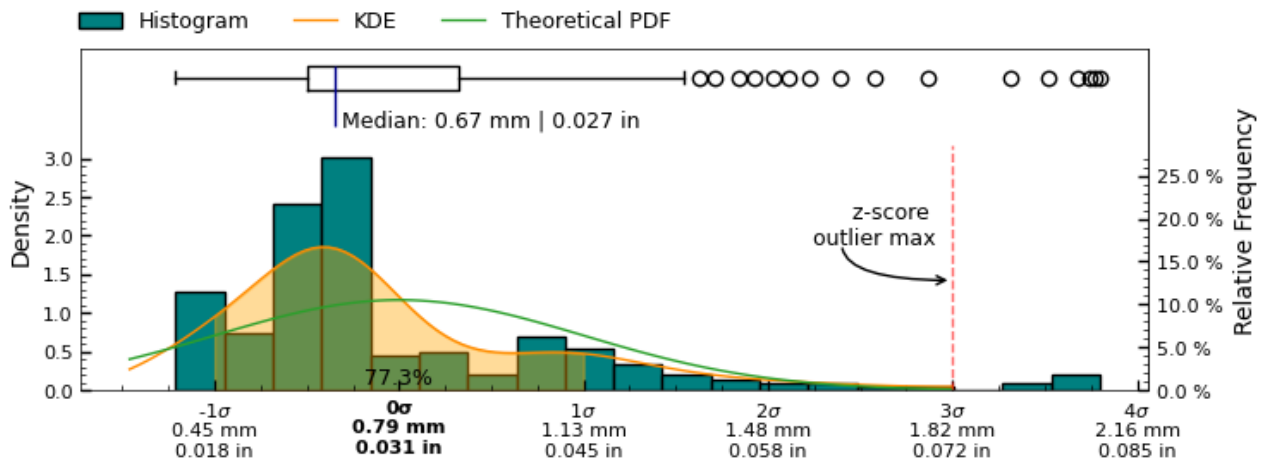 Histogram KDE Theoretical PDF
Median: 0.67 mm | 0.027 in
Density
3.0
2.5
2.0
1.5
1.0
0.5
0.0
z-score
outlier max
77.3%
25.0 %
20.0 %
15.0 %
10.0 %
5.0 %
0.0 %
Relative Frequency
-1σ 0σ 1σ 2σ 3σ 4σ
0.45 mm 0.79 mm 1.13 mm 1.48 mm 1.82 mm 2.16 mm
0.018 in 0.031 in 0.045 in 0.058 in 0.072 in 0.085 in